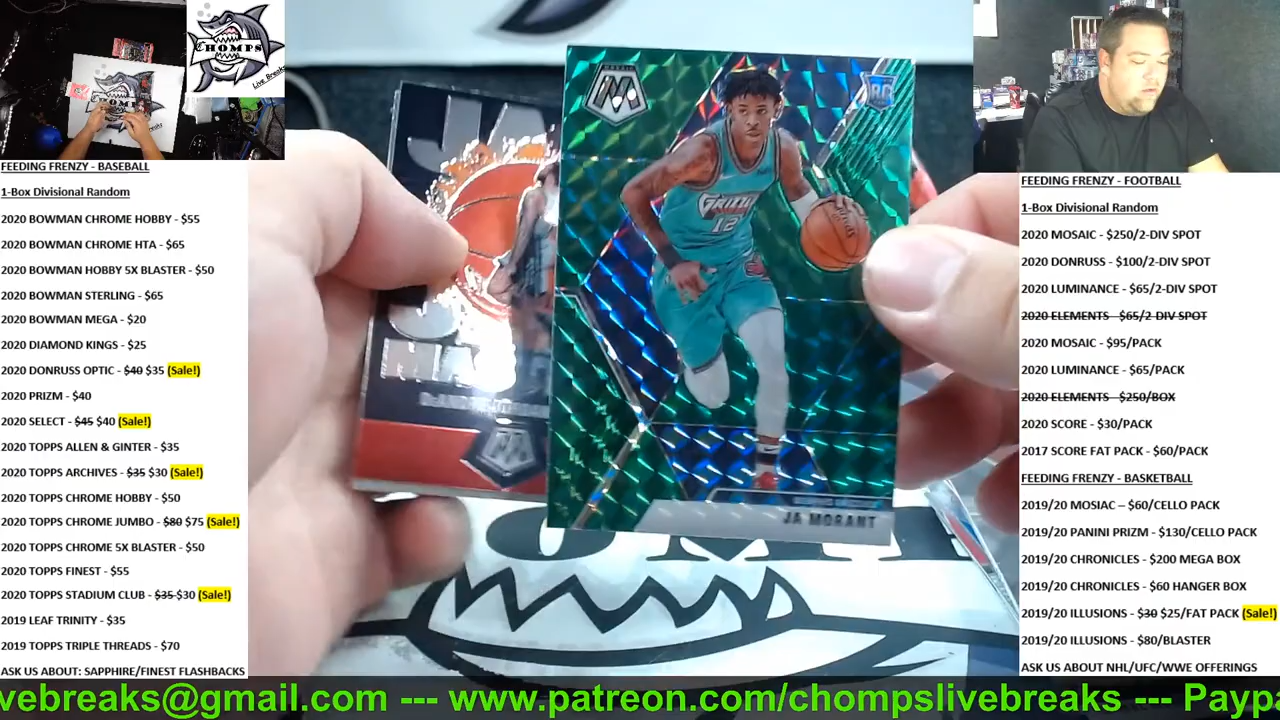 CHOMPS
Live Breaks
FEEDING FRENZY - BASEBALL
1-Box Divisional Random
2020 BOWMAN CHROME HOBBY - $55
2020 BOWMAN CHROME HTA - $65
2020 BOWMAN HOBBY 5X BLASTER - $50
2020 BOWMAN STERLING - $65
2020 BOWMAN MEGA - $20
2020 DIAMOND KINGS - $25
2020 DONRUSS OPTIC - $40 $35 (Sale!)
2020 PRIZM - $40
2020 SELECT - $45 $40 (Sale!)
2020 TOPPS ALLEN & GINTER - $35
2020 TOPPS ARCHIVES - $35 $30 (Sale!)
2020 TOPPS CHROME HOBBY - $50
2020 TOPPS CHROME JUMBO - $80 $75 (Sale!)
2020 TOPPS CHROME 5X BLASTER - $50
2020 TOPPS FINEST - $55
2020 TOPPS STADIUM CLUB - $35 $30 (Sale!)
2019 LEAF TRINITY - $35
2019 TOPPS TRIPLE THREADS - $70
ASK US ABOUT: SAPPHIRE/FINEST FLASHBACKS
JA
MOSAIC
M
RC
GRIZZ
12
JA MORANT
FEEDING FRENZY - FOOTBALL
1-Box Divisional Random
2020 MOSAIC - $250/2-DIV SPOT
2020 DONRUSS - $100/2-DIV SPOT
2020 LUMINANCE - $65/2-DIV SPOT
2020 ELEMENTS - $65/2-DIV SPOT
2020 MOSAIC - $95/PACK
2020 LUMINANCE - $65/PACK
2020 ELEMENTS - $250/BOX
2020 SCORE - $30/PACK
2017 SCORE FAT PACK - $60/PACK
FEEDING FRENZY - BASKETBALL
2019/20 MOSIAC – $60/CELLO PACK
2019/20 PANINI PRIZM - $130/CELLO PACK
2019/20 CHRONICLES - $200 MEGA BOX
2019/20 CHRONICLES - $60 HANGER BOX
2019/20 ILLUSIONS - $30 $25/FAT PACK (Sale!)
2019/20 ILLUSIONS - $80/BLASTER
ASK US ABOUT NHL/UFC/WWE OFFERINGS
vebreaks@gmail.com --- www.patreon.com/chompslivebreaks --- Paypa